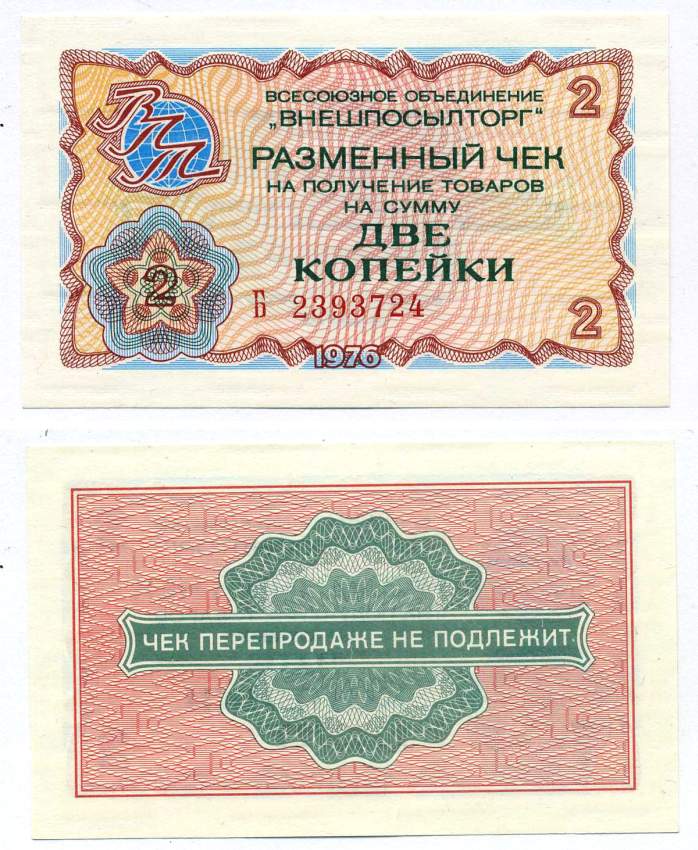 ВПТ
ВСЕСОЮЗНОЕ ОБЪЕДИНЕНИЕ
„ВНЕШПОСЫЛТОРГ“
2
РАЗМЕННЫЙ ЧЕК
НА ПОЛУЧЕНИЕ ТОВАРОВ
НА СУММУ
ДВЕ
КОПЕЙКИ
2
Б 2393724
2
1976
ЧЕК ПЕРЕПРОДАЖЕ НЕ ПОДЛЕЖИТ.